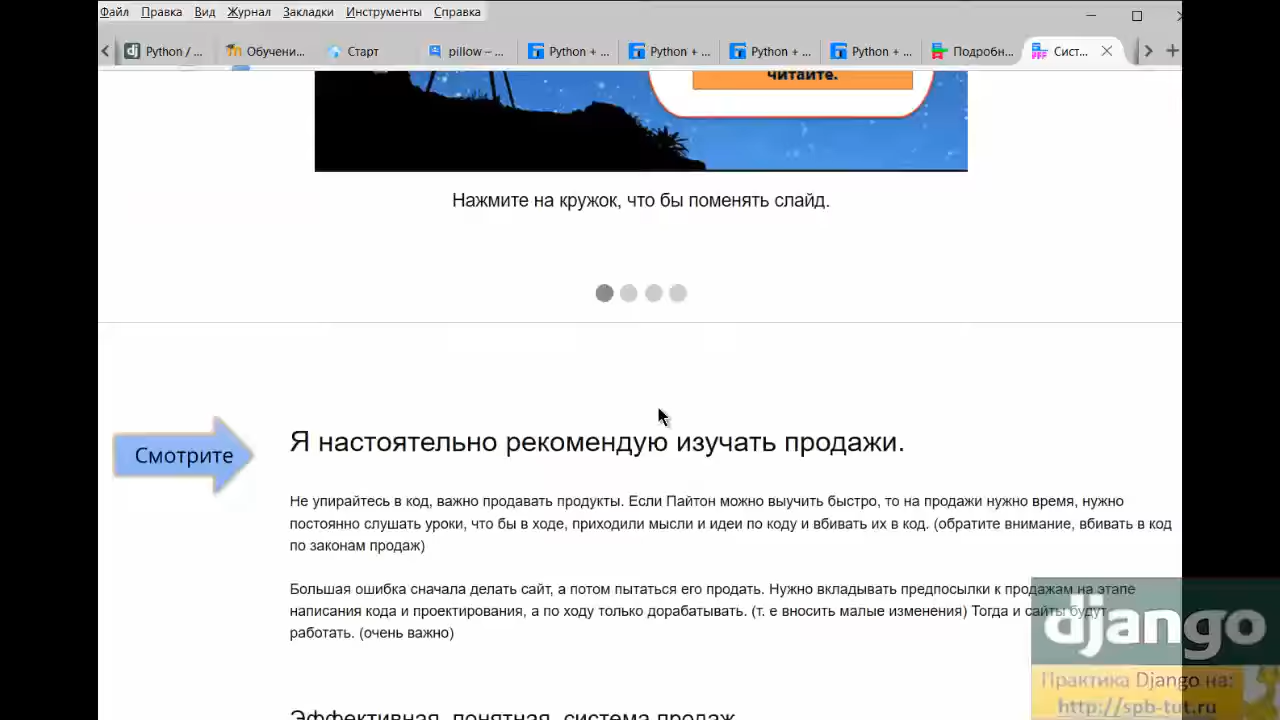 Файл Правка Вид Журнал Закладки Инструменты Справка
Python / ... Обучени... Старт pillow – ... Python + ... Python + ... Python + ... Python + ... Подробн... Сист...
читайте.
Нажмите на кружок, что бы поменять слайд.
Смотрите
Я настоятельно рекомендую изучать продажи.
Не упирайтесь в код, важно продавать продукты. Если Пайтон можно выучить быстро, то на продажи нужно время, нужно
постоянно слушать уроки, что бы в ходе, приходили мысли и идеи по коду и вбивать их в код. (обратите внимание, вбивать в код
по законам продаж)
Большая ошибка сначала делать сайт, а потом пытаться его продать. Нужно вкладывать предпосылки к продажам на этапе
написания кода и проектирования, а по ходу только дорабатывать. (т. е вносить малые изменения) Тогда и сайты будут
работать. (очень важно)
django
Практика Django на:
http://spb-tut.ru
Эффективная, понятная, система продаж